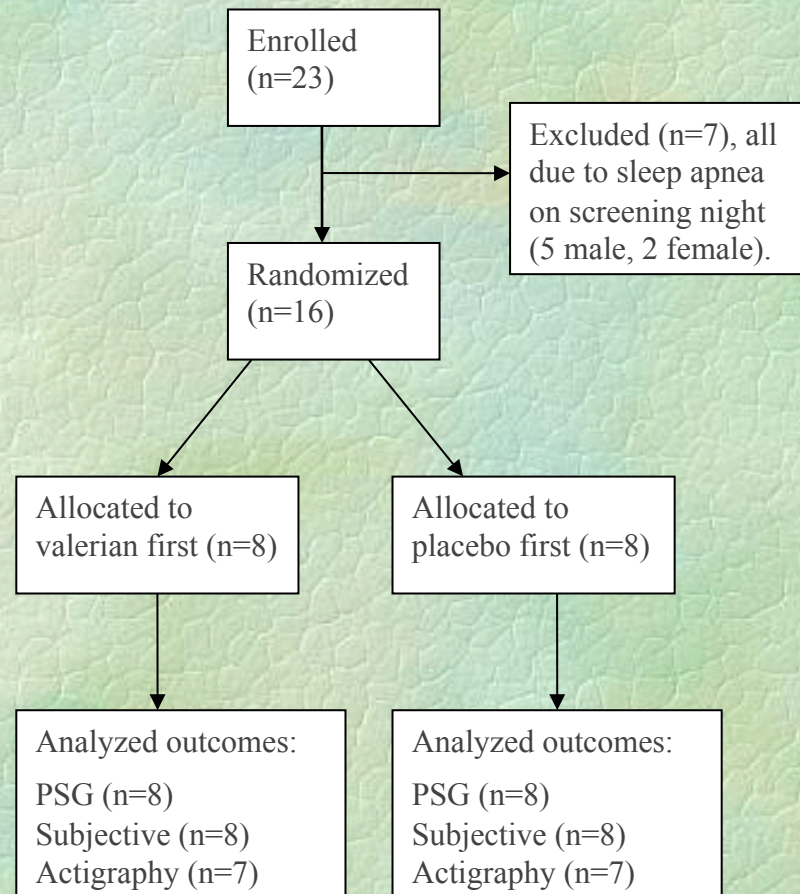 Enrolled
(n=23)
Excluded (n=7), all
due to sleep apnea
on screening night
(5 male, 2 female).
Randomized
(n=16)
Allocated to
valerian first (n=8)
Allocated to
placebo first (n=8)
Analyzed outcomes:
PSG (n=8)
Subjective (n=8)
Actigraphy (n=7)
Analyzed outcomes:
PSG (n=8)
Subjective (n=8)
Actigraphy (n=7)